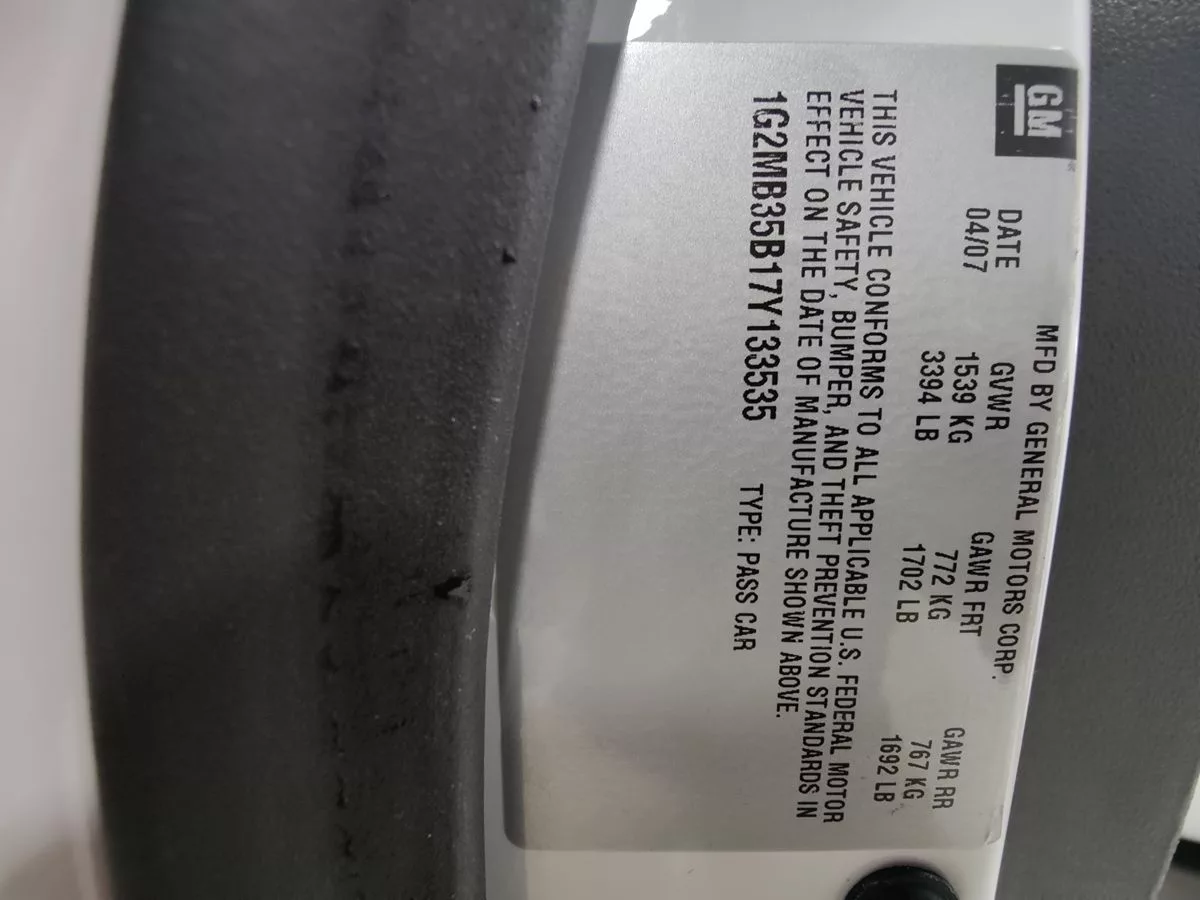 GM
MFD BY GENERAL MOTORS CORP.
DATE GVWR GAWR FRT GAWR RR
04/07 1539 KG 772 KG 767 KG
3394 LB 1702 LB 1692 LB
THIS VEHICLE CONFORMS TO ALL APPLICABLE U.S. FEDERAL MOTOR
VEHICLE SAFETY, BUMPER, AND THEFT PREVENTION STANDARDS IN
EFFECT ON THE DATE OF MANUFACTURE SHOWN ABOVE.
1G2MB35B17Y133535 TYPE: PASS CAR